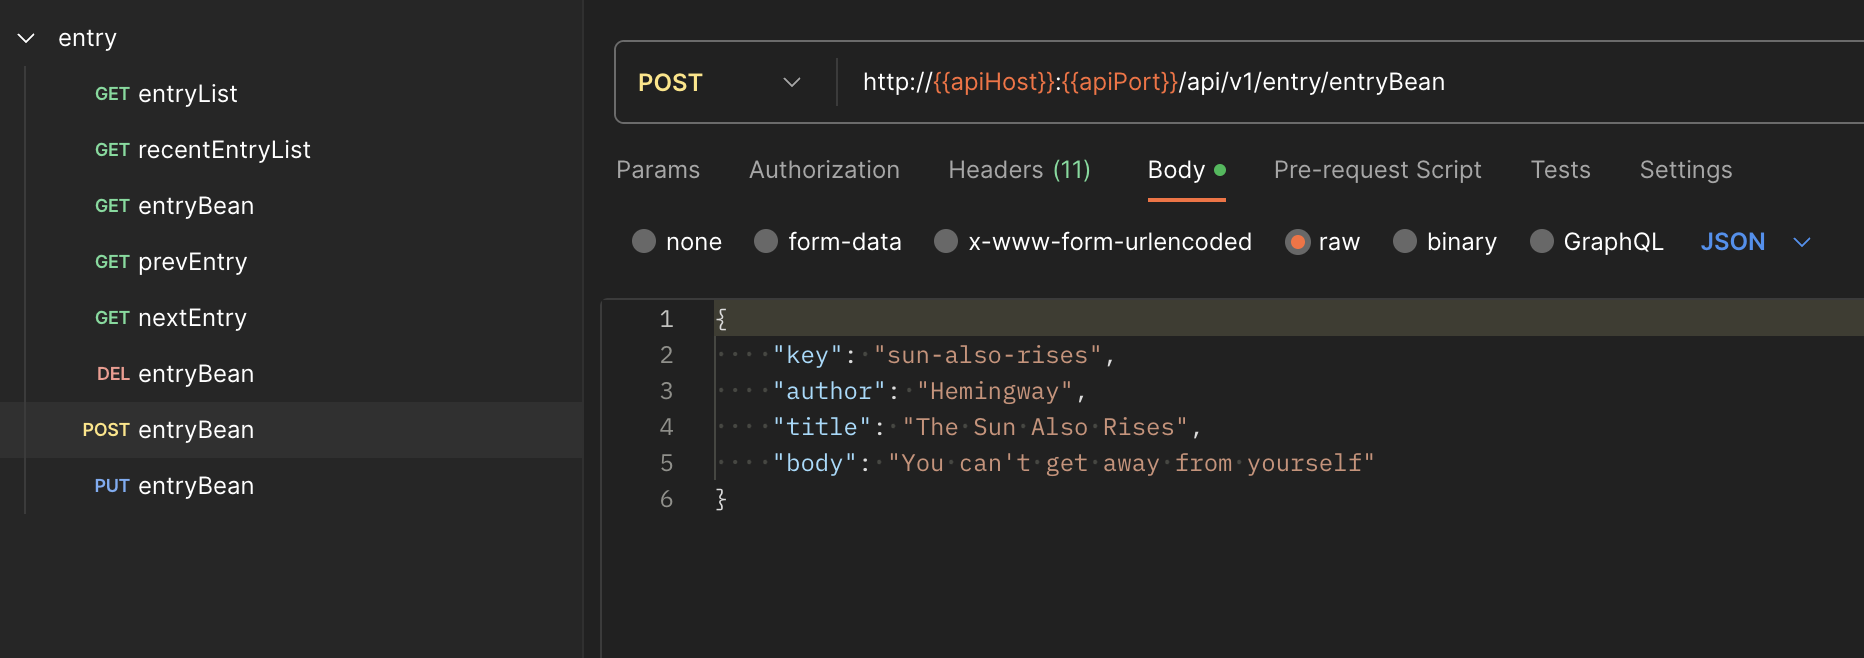 entry
GET entryList
GET recentEntryList
GET entryBean
GET prevEntry
GET nextEntry
DEL entryBean
POST entryBean
PUT entryBean
POST http://{{apiHost}}:{{apiPort}}/api/v1/entry/entryBean
Params Authorization Headers (11) Body Pre-request Script Tests Settings
none form-data x-www-form-urlencoded raw binary GraphQL JSON
1 {
2 "key": "sun-also-rises",
3 "author": "Hemingway",
4 "title": "The Sun Also Rises",
5 "body": "You can't get away from yourself"
6 }